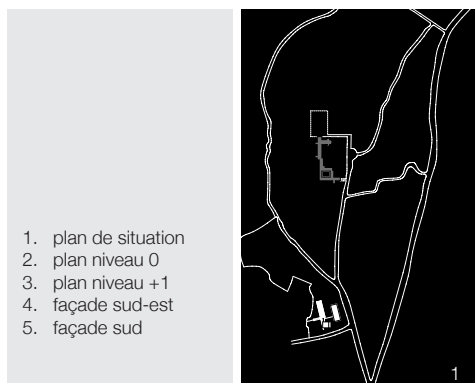 1. plan de situation
2. plan niveau 0
3. plan niveau +1
4. façade sud-est
5. façade sud
1